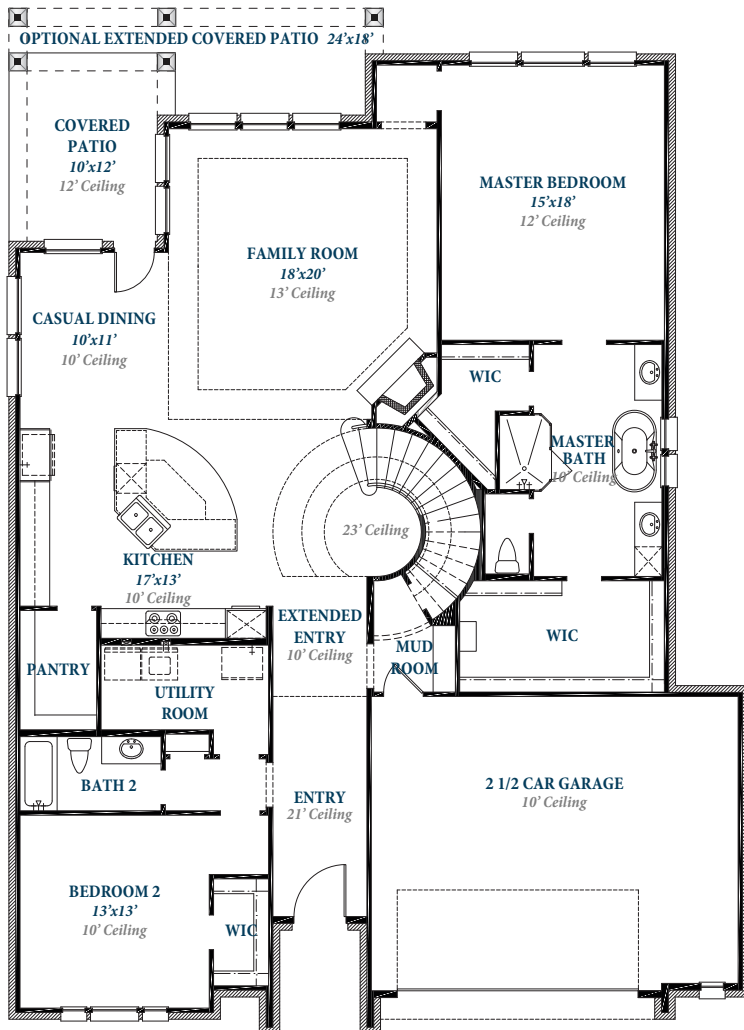 OPTIONAL EXTENDED COVERED PATIO 24'x18'
COVERED
PATIO
10'x12'
12' Ceiling
MASTER BEDROOM
15'x18'
12' Ceiling
FAMILY ROOM
18'x20'
13' Ceiling
CASUAL DINING
10'x11'
10' Ceiling
WIC
MASTER
BATH
10' Ceiling
23' Ceiling
KITCHEN
17'x13'
10' Ceiling
EXTENDED
ENTRY
10' Ceiling
MUD
ROOM
WIC
PANTRY
UTILITY
ROOM
BATH 2
ENTRY
21' Ceiling
2 1/2 CAR GARAGE
10' Ceiling
BEDROOM 2
13'x13'
10' Ceiling
WIC